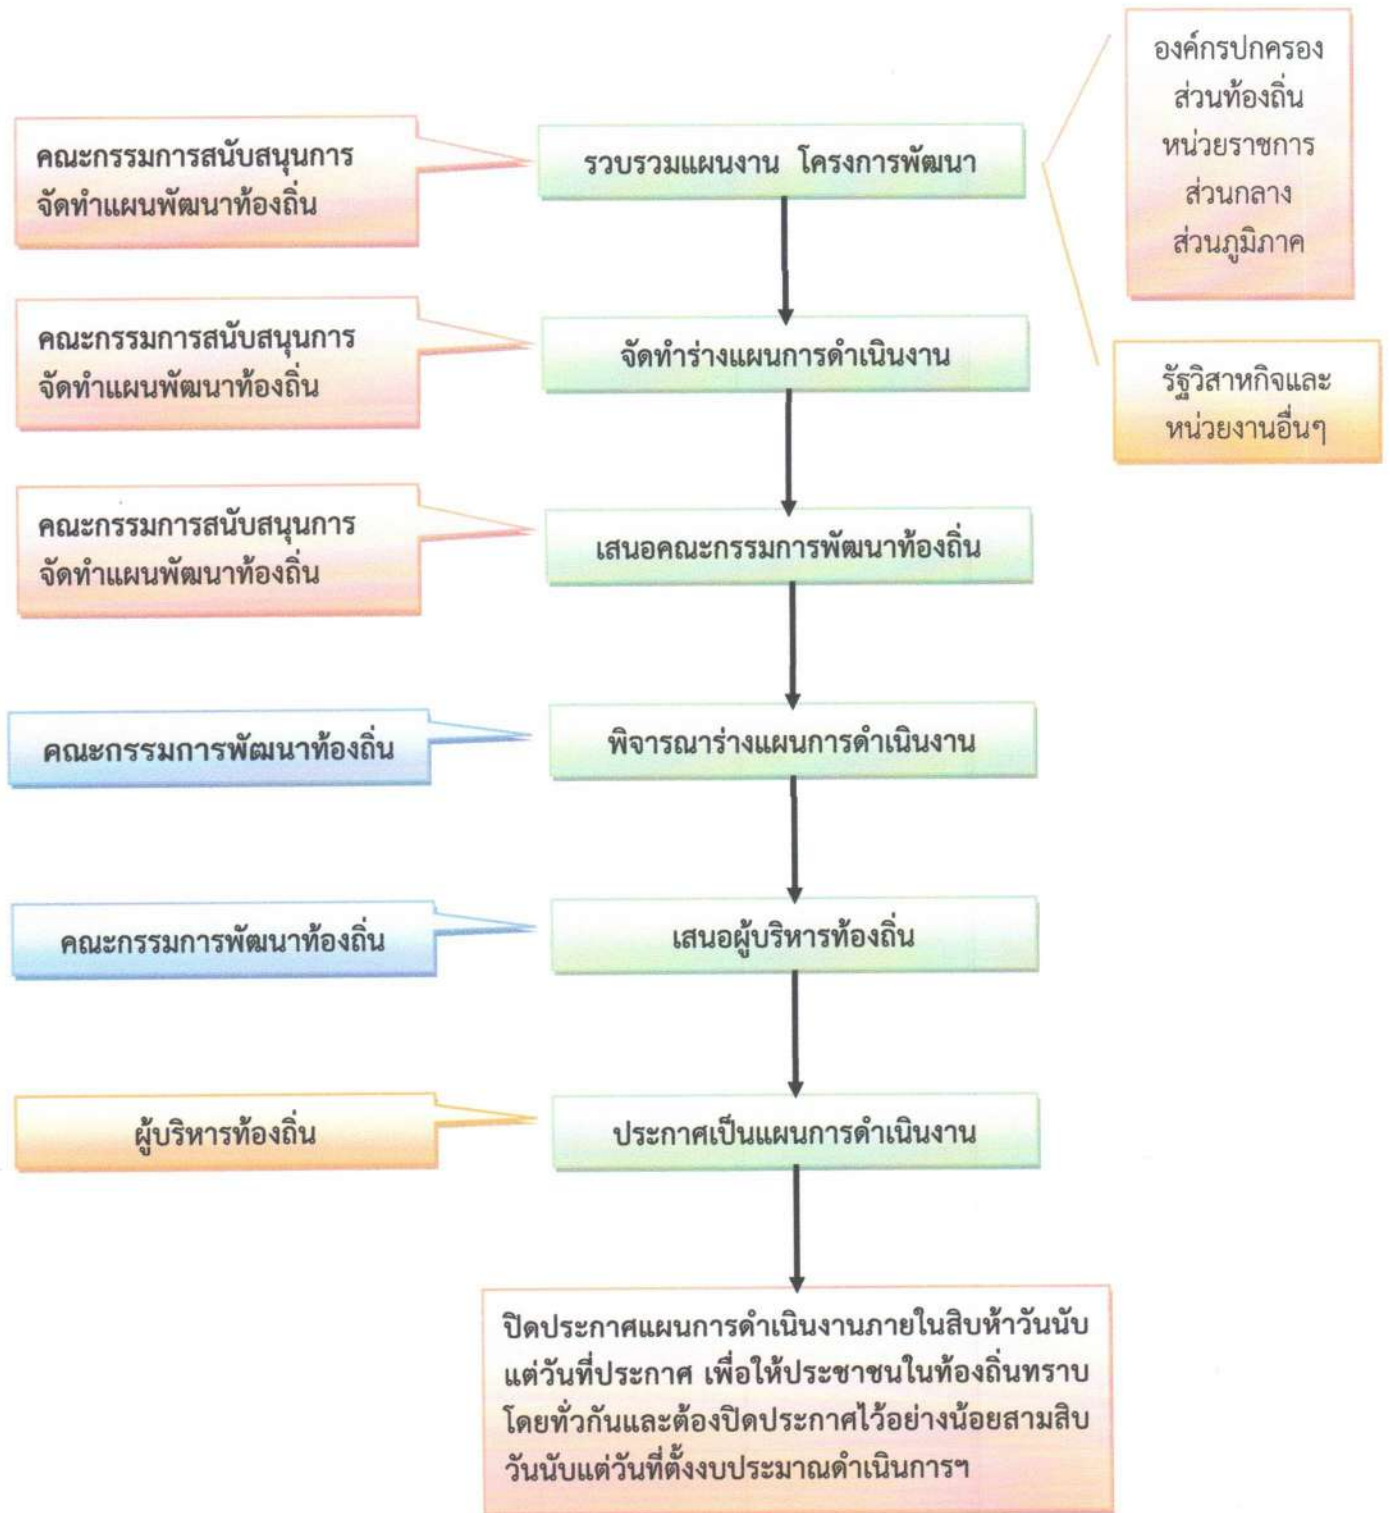 องค์กรปกครอง
ส่วนท้องถิ่น
หน่วยราชการ
ส่วนกลาง
ส่วนภูมิภาค
คณะกรรมการสนับสนุนการ
จัดทำแผนพัฒนาท้องถิ่น
รวบรวมแผนงาน โครงการพัฒนา
คณะกรรมการสนับสนุนการ
จัดทำแผนพัฒนาท้องถิ่น
จัดทำร่างแผนการดำเนินงาน
รัฐวิสาหกิจและ
หน่วยงานอื่นๆ
คณะกรรมการสนับสนุนการ
จัดทำแผนพัฒนาท้องถิ่น
เสนอคณะกรรมการพัฒนาท้องถิ่น
คณะกรรมการพัฒนาท้องถิ่น
พิจารณาร่างแผนการดำเนินงาน
คณะกรรมการพัฒนาท้องถิ่น
เสนอผู้บริหารท้องถิ่น
ผู้บริหารท้องถิ่น
ประกาศเป็นแผนการดำเนินงาน
ปิดประกาศแผนการดำเนินงานภายในสิบห้าวันนับ
แต่วันที่ประกาศ เพื่อให้ประชาชนในท้องถิ่นทราบ
โดยทั่วกันและต้องปิดประกาศไว้อย่างน้อยสามสิบ
วันนับแต่วันที่ตั้งงบประมาณดำเนินการฯ